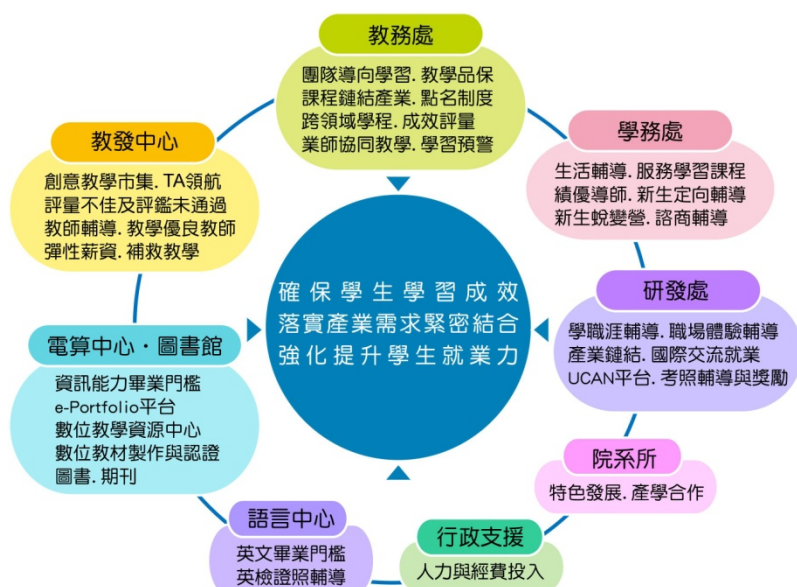 教務處
團隊導向學習. 教學品保
課程鏈結產業. 點名制度
跨領域學程. 成效評量
業師協同教學. 學習預警
學務處
生活輔導. 服務學習課程
績優導師. 新生定向輔導
新生蛻變營. 諮商輔導
研發處
學職涯輔導. 職場體驗輔導
產業鏈結. 國際交流就業
UCAN平台. 考照輔導與獎勵
院系所
特色發展. 產學合作
行政支援
人力與經費投入
語言中心
英文畢業門檻
英檢證照輔導
電算中心・圖書館
資訊能力畢業門檻
e-Portfolio平台
數位教學資源中心
數位教材製作與認證
圖書. 期刊
教發中心
創意教學市集. TA領航
評量不佳及評鑑未通過
教師輔導. 教學優良教師
彈性薪資. 補救教學
確保學生學習成效
落實產業需求緊密結合
強化提升學生就業力